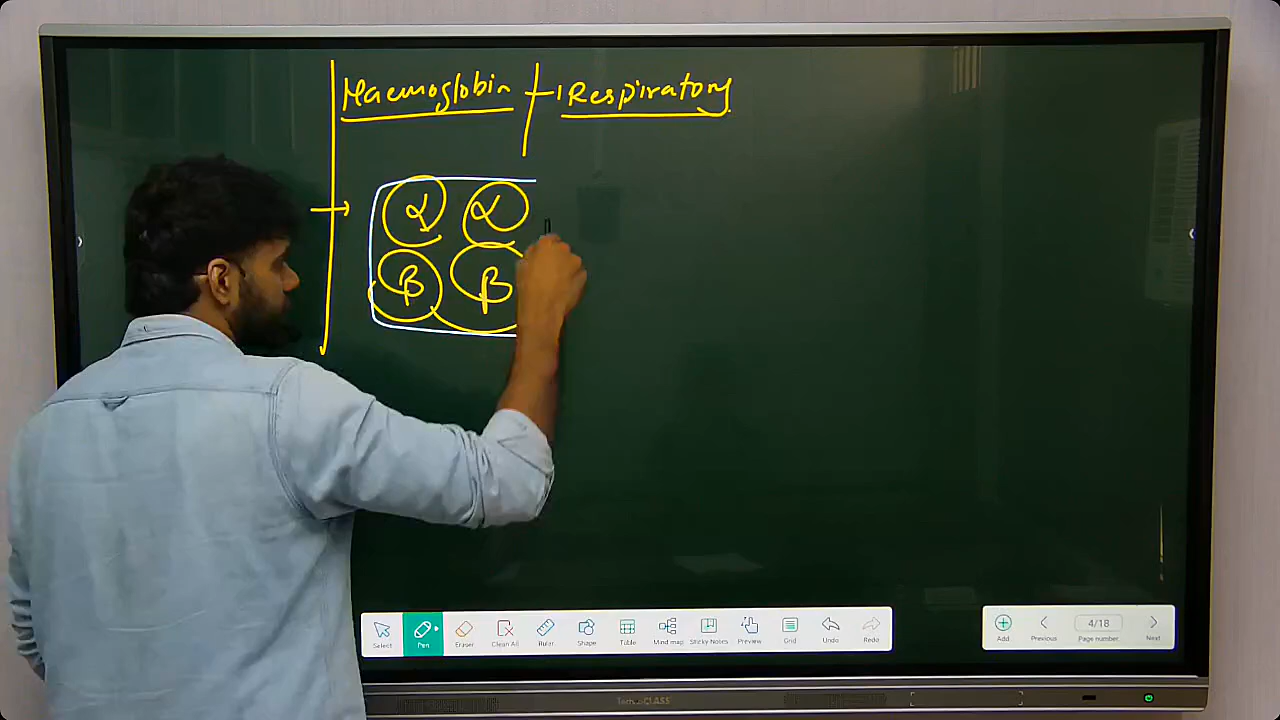 Haemoglobin Respiratory
α α
β β
Select Pen Eraser Clean All Ruler Shape Table Mind map Sticky Notes Preview Grid Undo Redo
Add Previous 4/18 Page number Next